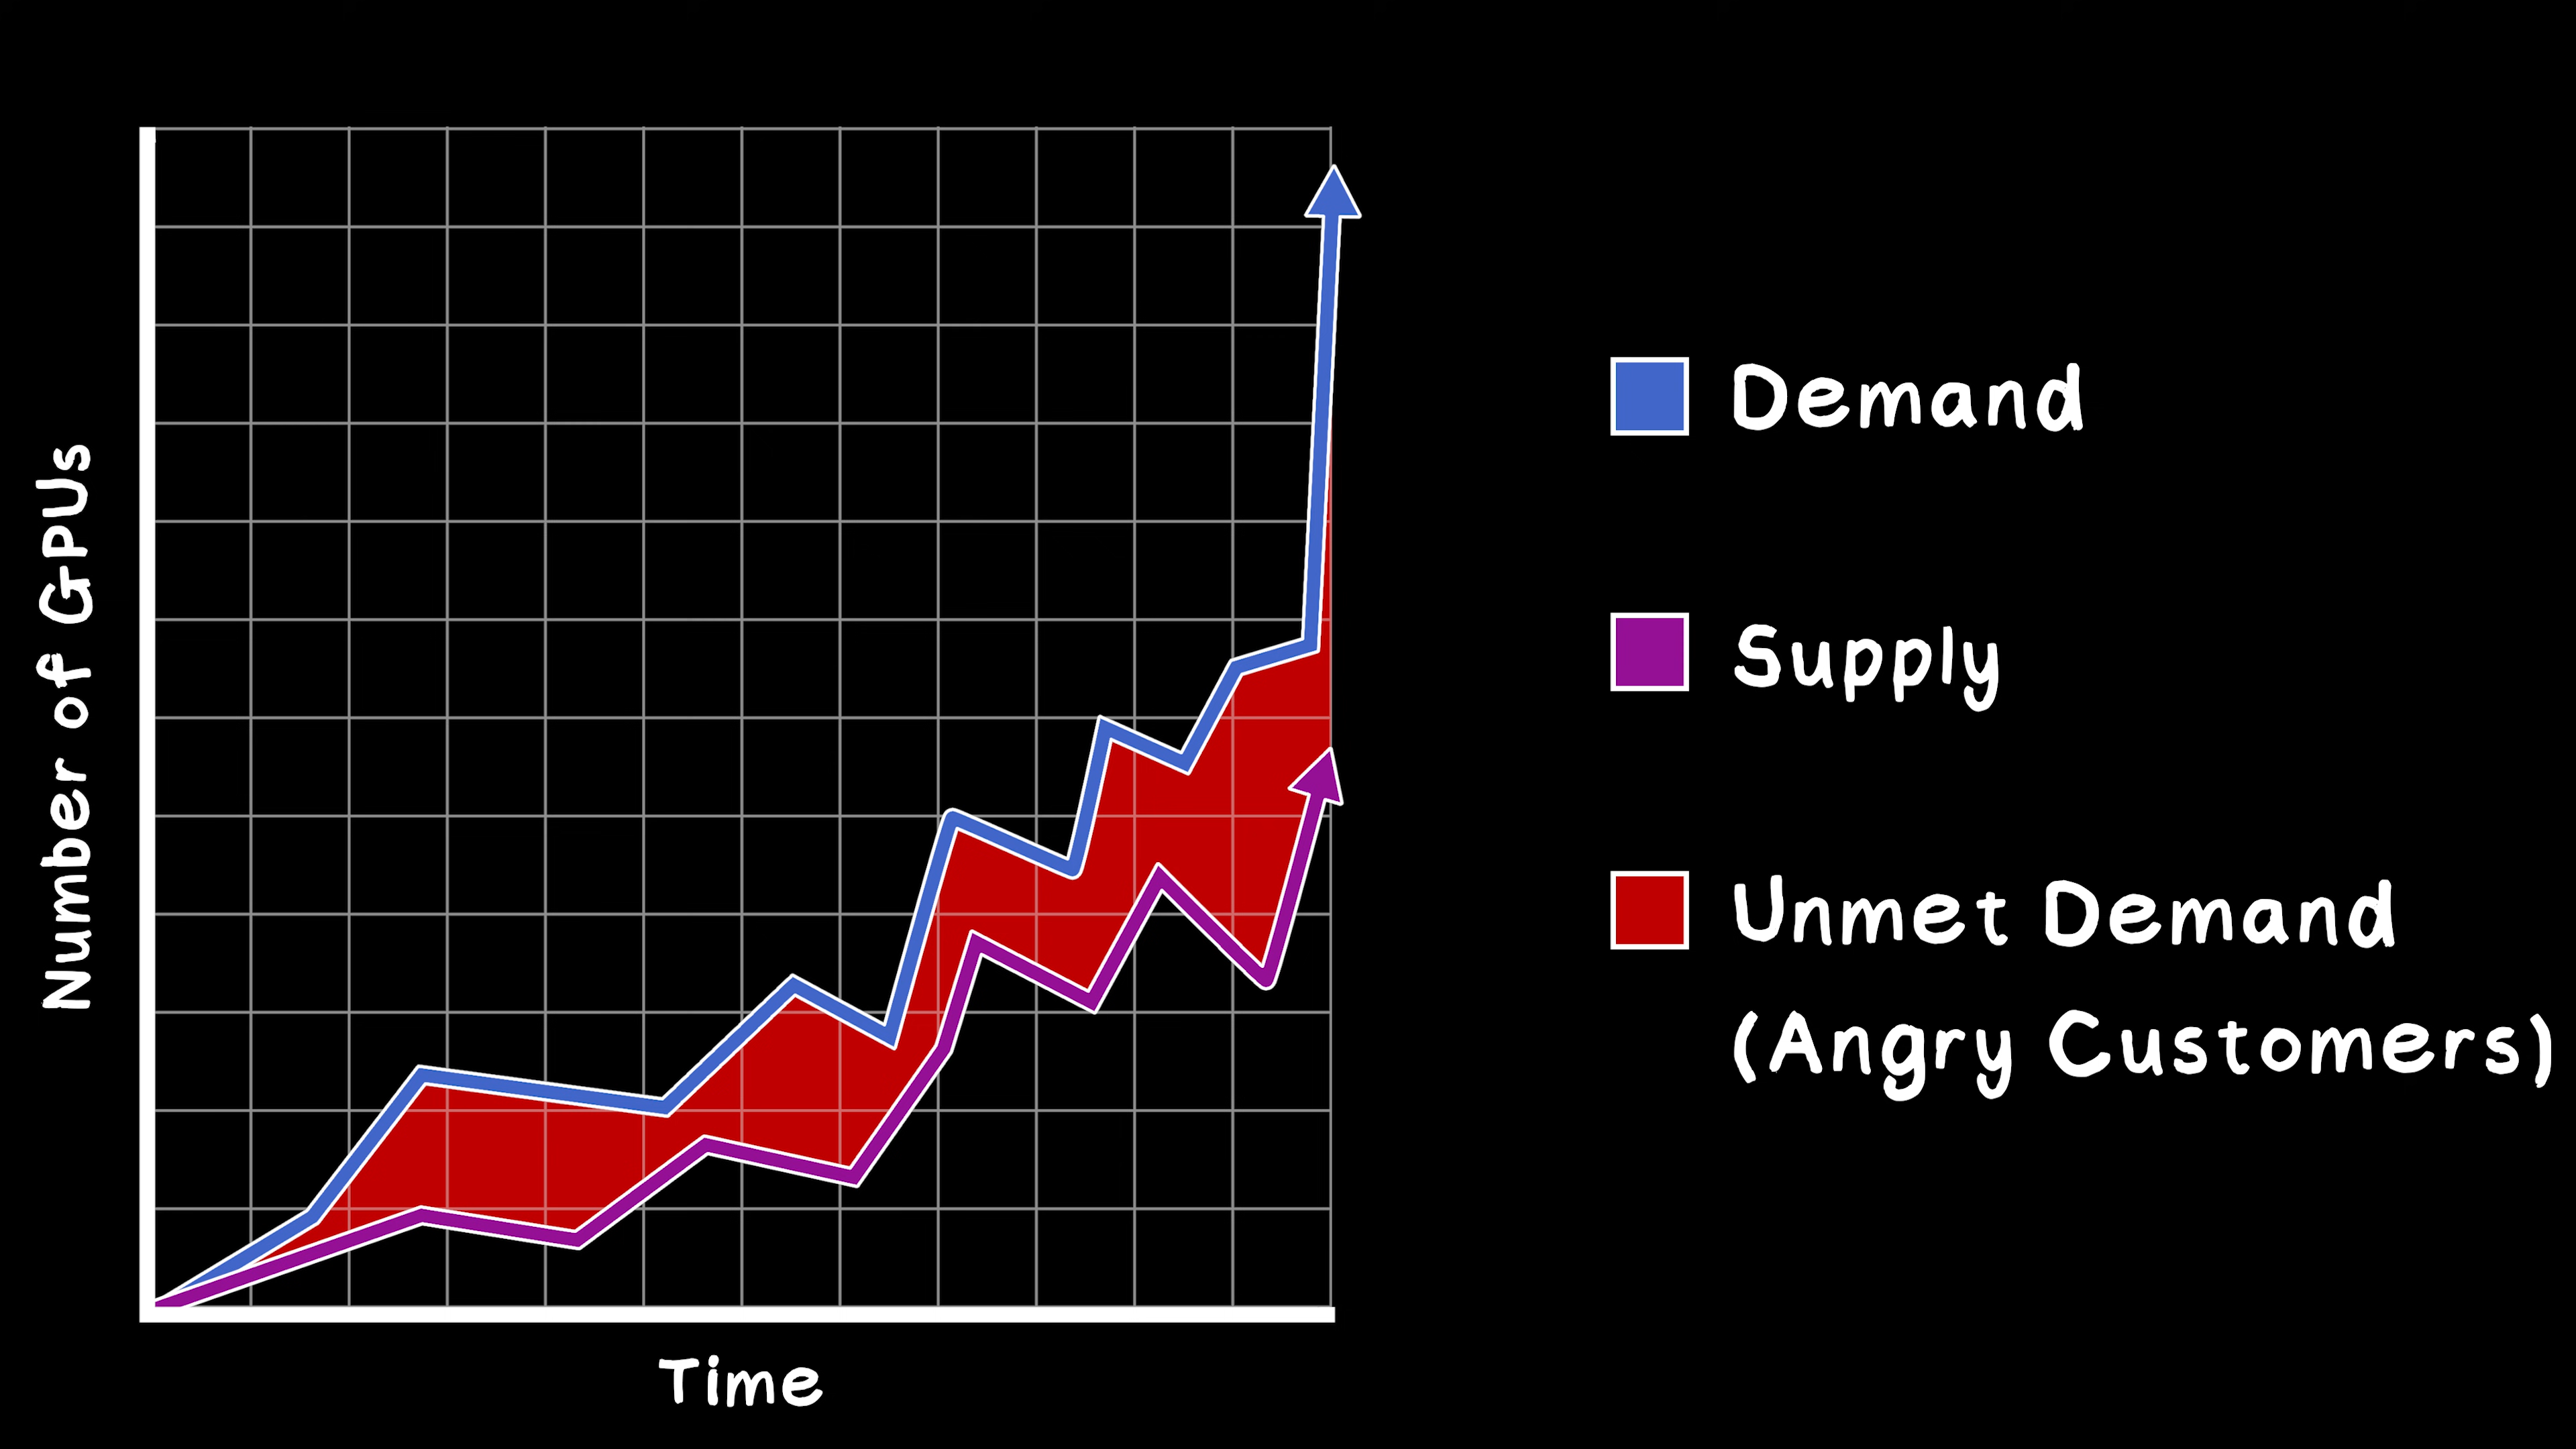 Number of GPUs
Time
Demand
Supply
Unmet Demand
(Angry Customers)